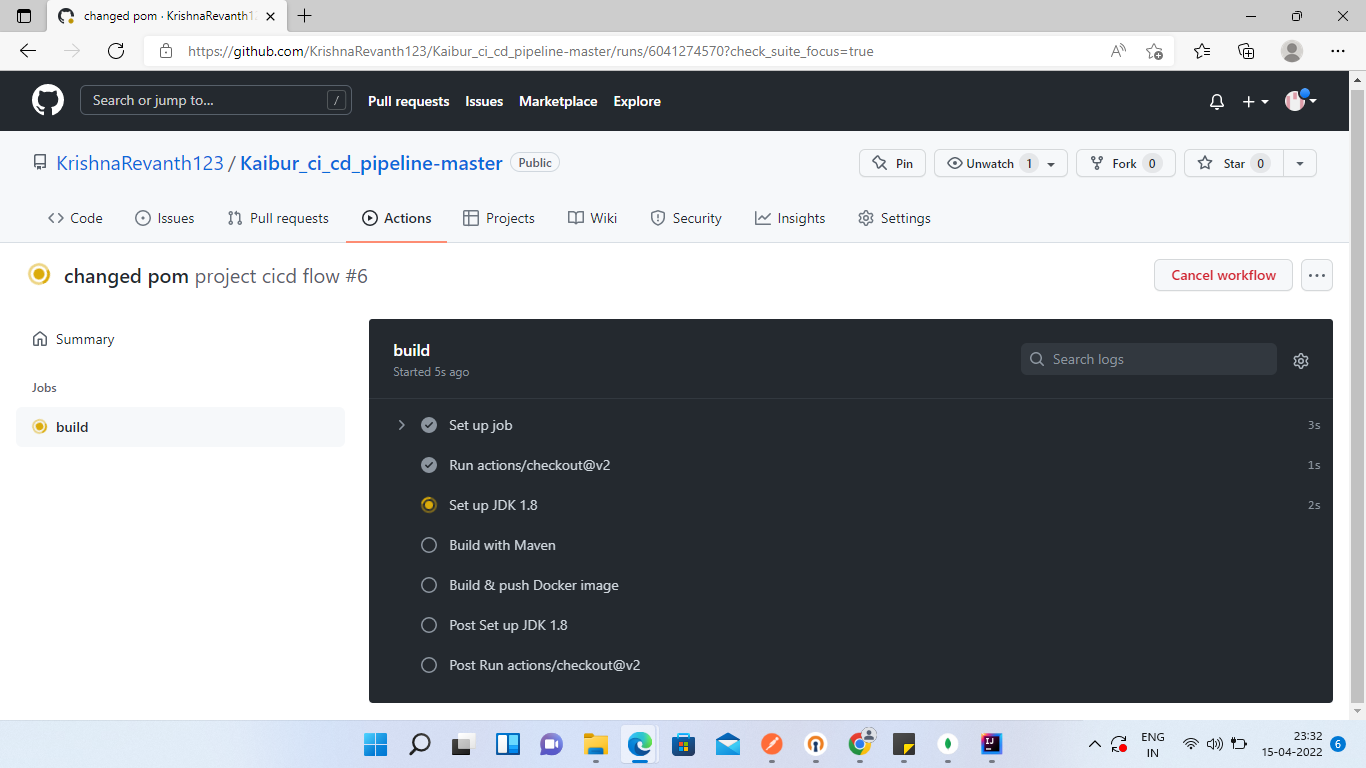 changed pom · KrishnaRevanth12
https://github.com/KrishnaRevanth123/Kaibur_ci_cd_pipeline-master/runs/6041274570?check_suite_focus=true
Search or jump to... /
Pull requests Issues Marketplace Explore
KrishnaRevanth123 / Kaibur_ci_cd_pipeline-master Public
Pin Unwatch 1 Fork 0 Star 0
Code Issues Pull requests Actions Projects Wiki Security Insights Settings
changed pom project cicd flow #6
Cancel workflow
Summary
Jobs
build
build
Started 5s ago
Search logs
Set up job 3s
Run actions/checkout@v2 1s
Set up JDK 1.8 2s
Build with Maven
Build & push Docker image
Post Set up JDK 1.8
Post Run actions/checkout@v2
ENG
IN
23:32
15-04-2022
6